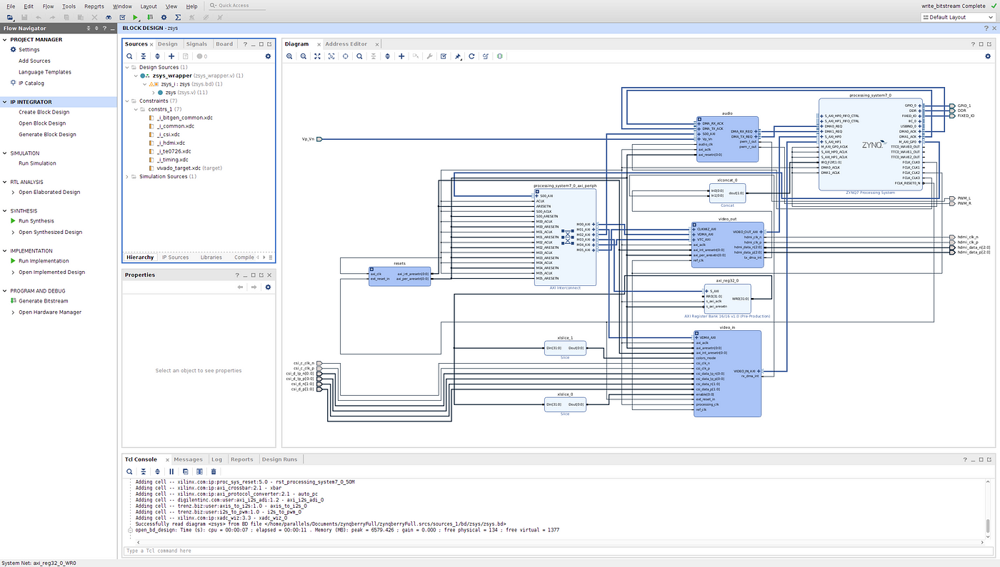 File Edit Flow Tools Reports Window Layout View Help Quick Access
write_bitstream Complete
Default Layout
Flow Navigator
PROJECT MANAGER
Settings
Add Sources
Language Templates
IP Catalog
IP INTEGRATOR
Create Block Design
Open Block Design
Generate Block Design
SIMULATION
Run Simulation
RTL ANALYSIS
Open Elaborated Design
SYNTHESIS
Run Synthesis
Open Synthesized Design
IMPLEMENTATION
Run Implementation
Open Implemented Design
PROGRAM AND DEBUG
Generate Bitstream
Open Hardware Manager
BLOCK DESIGN - zsys
Sources Design Signals Board
0
Design Sources (1)
zsys_wrapper (zsys_wrapper.v) (1)
zsys_i : zsys (zsys.bd) (1)
zsys (zsys.v) (11)
Constraints (7)
constrs_1 (7)
_i_bitgen_common.xdc
_i_common.xdc
_i_csi.xdc
_i_hdmi.xdc
_i_te0726.xdc
_i_timing.xdc
vivado_target.xdc (target)
Simulation Sources (1)
Hierarchy IP Sources Libraries Compile
Properties
Select an object to see properties
Diagram Address Editor
Vp_Vn
csi_c_clk_n
csi_c_clk_p
csi_d_lp_n[0:0]
csi_d_lp_p[0:0]
csi_d_n[1:0]
csi_d_p[1:0]
resets
axi_clk
ext_reset_in
axi_int_aresetn[0:0]
axi_per_aresetn[0:0]
processing_system7_0_axi_periph
S00_AXI
ACLK
ARESETN
S00_ACLK
S00_ARESETN
M00_ACLK
M00_ARESETN
M01_ACLK
M01_ARESETN
M02_ACLK
M02_ARESETN
M03_ACLK
M03_ARESETN
M04_ACLK
M04_ARESETN
M05_ACLK
M05_ARESETN
M00_AXI
M01_AXI
M02_AXI
M03_AXI
M04_AXI
M05_AXI
AXI Interconnect
xlslice_1
Din[31:0] Dout[0:0]
Slice
xlslice_0
Din[31:0] Dout[0:0]
Slice
audio
DMA_RX_ACK
DMA_TX_ACK
S00_AXI
Vp_Vn
audio_clk
axi_aclk
axi_resetn[0:0]
DMA_RX_REQ
DMA_TX_REQ
pwm_l_out
pwm_r_out
xlconcat_0
In0[0:0]
In1[0:0]
dout[1:0]
Concat
video_out
CLKWIZ_AXI
VDMA_AXI
VTC_AXI
axi_aclk
axi_int_aresetn[0:0]
axi_per_aresetn[0:0]
ref_clk
VIDEO_OUT_AXI
hdmi_clk_n
hdmi_clk_p
hdmi_data_n[2:0]
hdmi_data_p[2:0]
tx_dma_int
axi_reg32_0
S_AXI
RR0[31:0]
s_axi_aclk
s_axi_aresetn
WR0[31:0]
AXI Register Bank 16/16 v1.0 (Pre-Production)
video_in
VDMA_AXI
axi_aclk
axi_aresetn[0:0]
axi_int_aresetn[0:0]
colors_mode
csi_clk_n
csi_clk_p
csi_data_lp_n[0:0]
csi_data_lp_p[0:0]
csi_data_n[1:0]
csi_data_p[1:0]
enable[0:0]
ext_reset_in
processing_clk
ref_clk
VIDEO_IN_AXI
rx_dma_int
processing_system7_0
S_AXI_HP0_FIFO_CTRL
S_AXI_HP1_FIFO_CTRL
DMA0_REQ
DMA1_REQ
S_AXI_HP0
S_AXI_HP1
M_AXI_GP0_ACLK
S_AXI_HP0_ACLK
S_AXI_HP1_ACLK
IRQ_F2P[1:0]
DMA0_ACLK
DMA1_ACLK
ZYNQ
GPIO_0
DDR
FIXED_IO
IIC_0
USBIND_0
DMA0_ACK
DMA1_ACK
M_AXI_GP0
TTC0_WAVE0_OUT
TTC0_WAVE1_OUT
TTC0_WAVE2_OUT
FCLK_CLK0
FCLK_CLK1
FCLK_CLK2
FCLK_CLK3
FCLK_RESET0_N
ZYNQ7 Processing System
GPIO_1
DDR
FIXED_IO
PWM_L
PWM_R
hdmi_clk_n
hdmi_clk_p
hdmi_data_n[2:0]
hdmi_data_p[2:0]
Tcl Console Messages Log Reports Design Runs
Adding cell -- xilinx.com:ip:proc_sys_reset:5.0 - rst_processing_system7_0_50M
Adding cell -- xilinx.com:ip:axi_crossbar:2.1 - xbar
Adding cell -- xilinx.com:ip:axi_protocol_converter:2.1 - auto_pc
Adding cell -- digilentinc.com:user:axi_i2s_adi:1.2 - axi_i2s_adi_0
Adding cell -- trenz.biz:user:axis_to_i2s:1.0 - axis_to_i2s_0
Adding cell -- trenz.biz:user:i2s_to_pwm:1.0 - i2s_to_pwm_0
Adding cell -- xilinx.com:ip:xadc_wiz:3.3 - xadc_wiz_0
Successfully read diagram <zsys> from BD file </home/parallels/Documents/zynqberryFull/zynqberryFull.srcs/sources_1/bd/zsys/zsys.bd>
open_bd_design: Time (s): cpu = 00:00:07 ; elapsed = 00:00:11 . Memory (MB): peak = 6579.426 ; gain = 0.000 ; free physical = 134 ; free virtual = 1377
Type a Tcl command here
System Net: axi_reg32_0_WR0